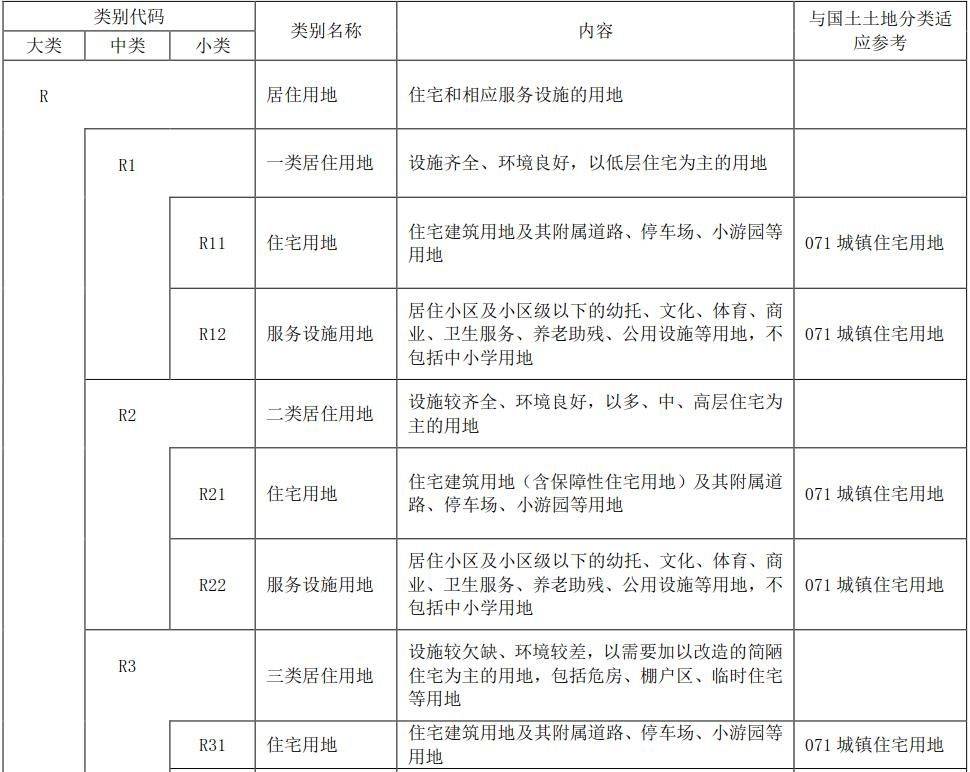 类别代码
类别名称
内容
与国土土地分类适
应参考
大类
中类
小类
R
居住用地
住宅和相应服务设施的用地
R1
一类居住用地
设施齐全、环境良好，以低层住宅为主的用地
R11
住宅用地
住宅建筑用地及其附属道路、停车场、小游园等
用地
071 城镇住宅用地
R12
服务设施用地
居住小区及小区级以下的幼托、文化、体育、商
业、卫生服务、养老助残、公用设施等用地，不
包括中小学用地
071 城镇住宅用地
R2
二类居住用地
设施较齐全、环境良好，以多、中、高层住宅为
主的用地
R21
住宅用地
住宅建筑用地（含保障性住宅用地）及其附属道
路、停车场、小游园等用地
071 城镇住宅用地
R22
服务设施用地
居住小区及小区级以下的幼托、文化、体育、商
业、卫生服务、养老助残、公用设施等用地，不
包括中小学用地
071 城镇住宅用地
R3
三类居住用地
设施较欠缺、环境较差，以需要加以改造的简陋
住宅为主的用地，包括危房、棚户区、临时住宅
等用地
R31
住宅用地
住宅建筑用地及其附属道路、停车场、小游园等
用地
071 城镇住宅用地